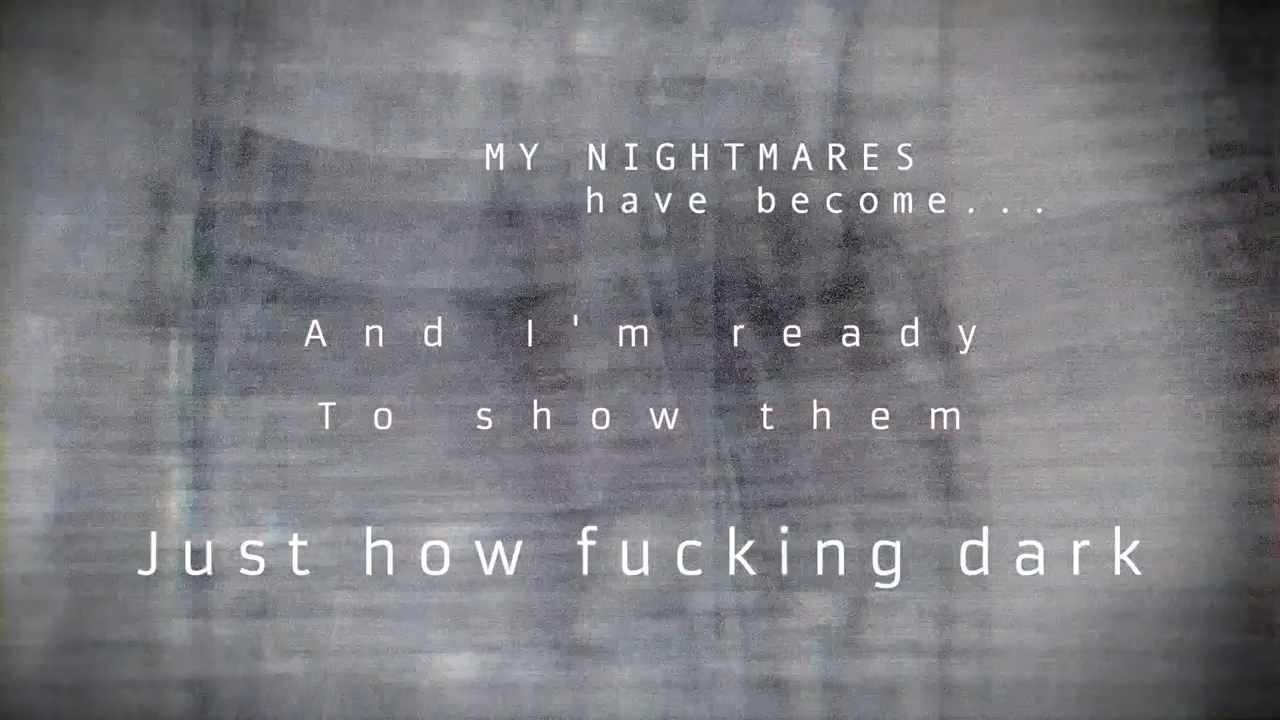 MY NIGHTMARES
have become...
And I'm ready
To show them
Just how fucking dark